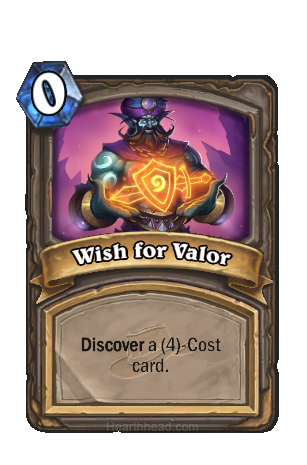 0
Wish for Valor
Discover a (4)-Cost
card.
Hearthhead.com